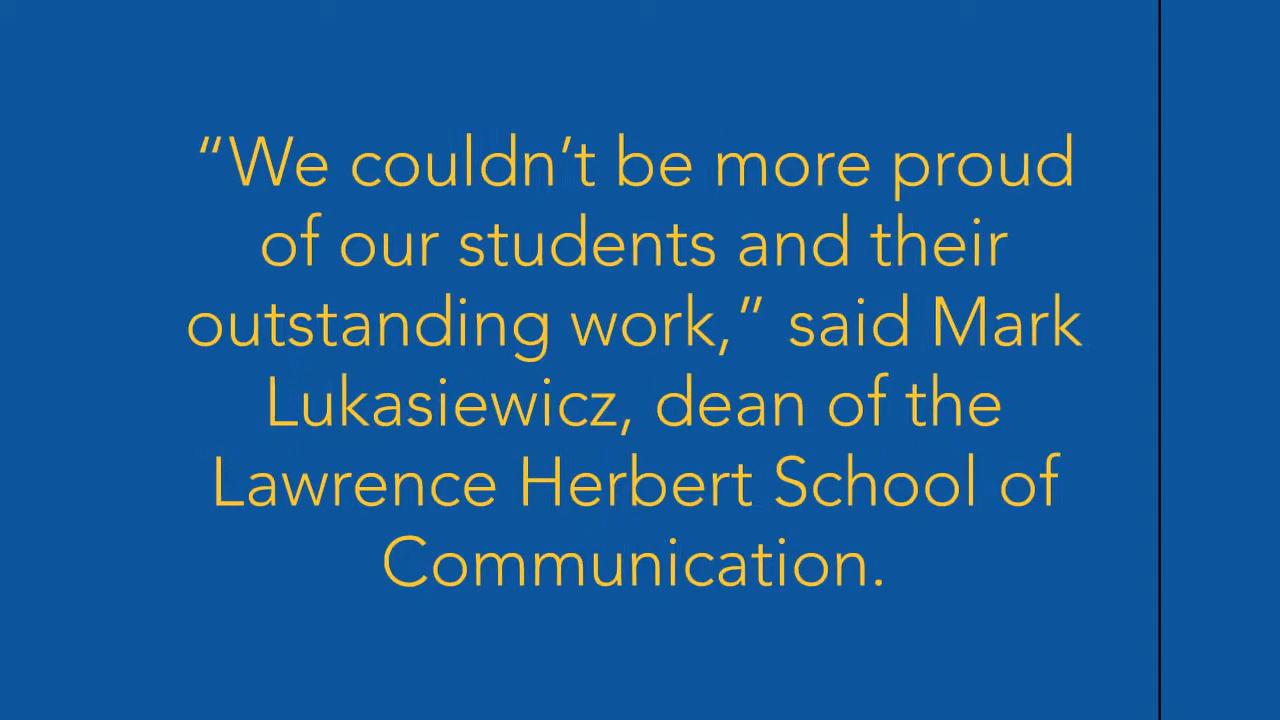 “We couldn’t be more proud
of our students and their
outstanding work,” said Mark
Lukasiewicz, dean of the
Lawrence Herbert School of
Communication.